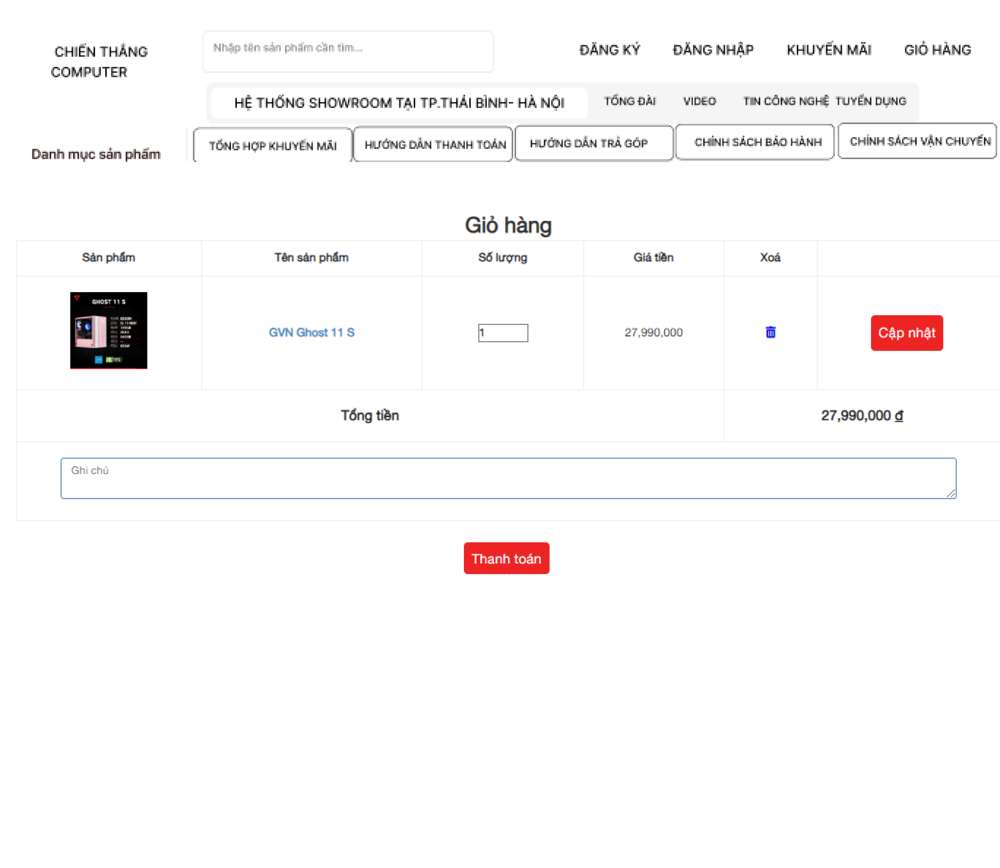 CHIẾN THẮNG
COMPUTER
Nhập tên sản phẩm cần tìm...
ĐĂNG KÝ ĐĂNG NHẬP KHUYẾN MÃI GIỎ HÀNG
HỆ THỐNG SHOWROOM TẠI TP.THÁI BÌNH- HÀ NỘI TỔNG ĐÀI VIDEO TIN CÔNG NGHỆ TUYỂN DỤNG
Danh mục sản phẩm TỔNG HỢP KHUYẾN MÃI HƯỚNG DẪN THANH TOÁN HƯỚNG DẪN TRẢ GÓP CHÍNH SÁCH BẢO HÀNH CHÍNH SÁCH VẬN CHUYỂN
Giỏ hàng
Sản phẩm Tên sản phẩm Số lượng Giá tiền Xoá
GHOST 11 S
GVN Ghost 11 S 1 27,990,000 Cập nhật
Tổng tiền 27,990,000 đ
Ghi chú
Thanh toán